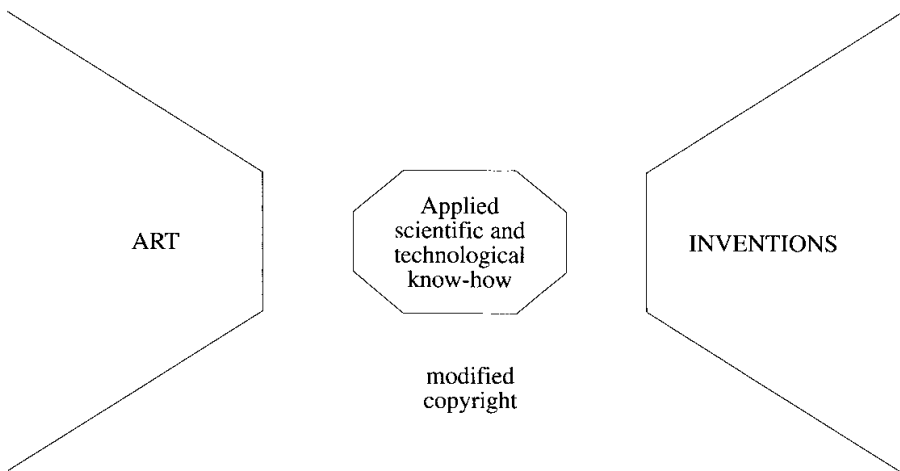 ART
Applied
scientific and
technological
know-how
INVENTIONS
modified
copyright